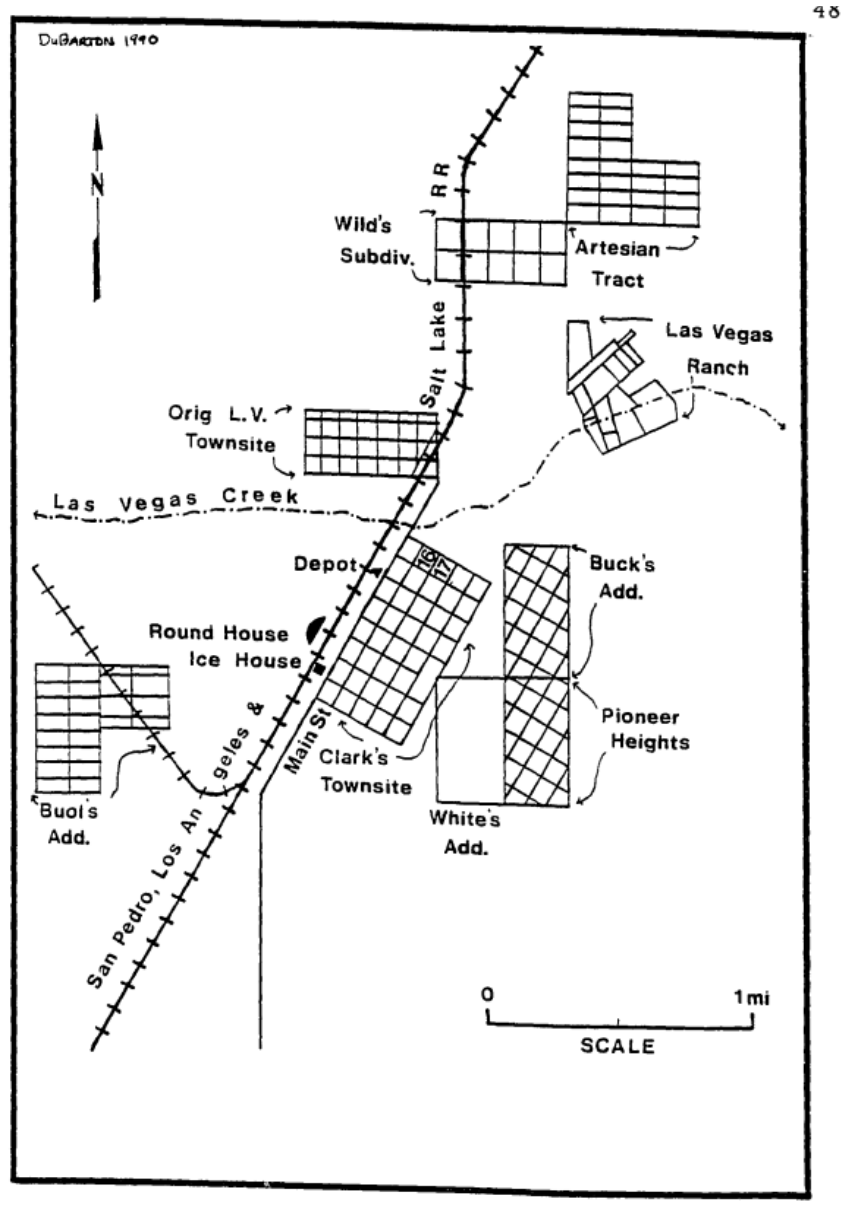 48
DuBARTON 1990
N
RR
Wild's
Subdiv.
Artesian
Tract
Salt Lake
Las Vegas
Ranch
Orig L.V.
Townsite
Las Vegas Creek
16
17
Depot
Buck's
Add.
Round House
Ice House
Pioneer
Heights
Main St
Clark's
Townsite
Buol's
Add.
White's
Add.
San Pedro, Los Angeles &
0 1mi
SCALE